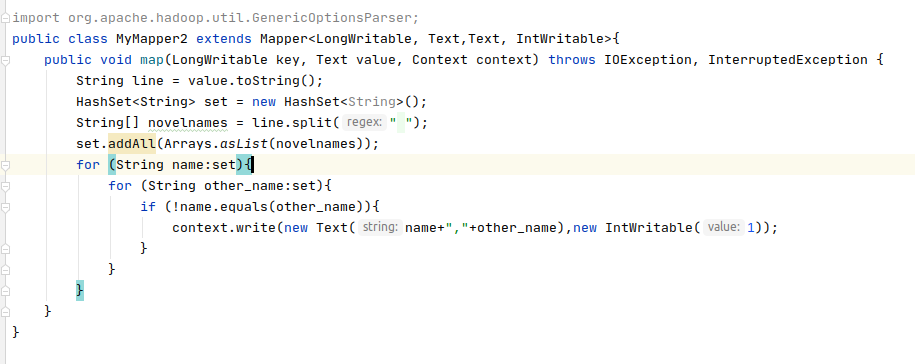 import org.apache.hadoop.util.GenericOptionsParser;
public class MyMapper2 extends Mapper<LongWritable, Text,Text, IntWritable>{
    public void map(LongWritable key, Text value, Context context) throws IOException, InterruptedException {
        String line = value.toString();
        HashSet<String> set = new HashSet<String>();
        String[] novelnames = line.split( regex: " ");
        set.addAll(Arrays.asList(novelnames));
        for (String name:set){
            for (String other_name:set){
                if (!name.equals(other_name)){
                    context.write(new Text( string: name+","+other_name),new IntWritable( value: 1));
                }
            }
        }
    }
}